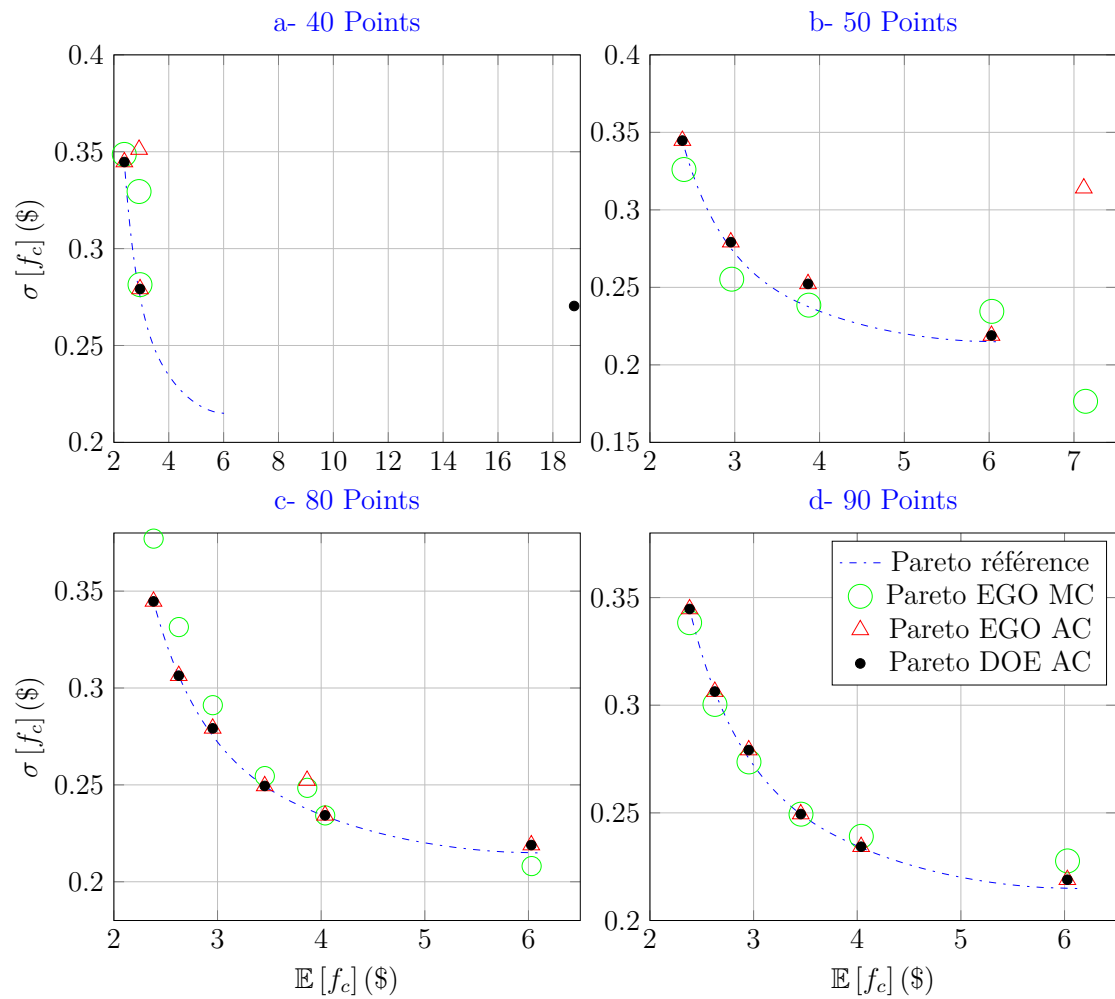 a- 40 Points
b- 50 Points
0.4
0.35
0.3
0.25
0.2
σ [f_c] ($)
2 4 6 8 10 12 14 16 18
0.4
0.35
0.3
0.25
0.2
0.15
2 3 4 5 6 7
c- 80 Points
d- 90 Points
0.35
0.3
0.25
0.2
σ [f_c] ($)
2 3 4 5 6
𝔼 [f_c] ($)
0.35
0.3
0.25
0.2
2 3 4 5 6
𝔼 [f_c] ($)
Pareto référence
Pareto EGO MC
Pareto EGO AC
Pareto DOE AC